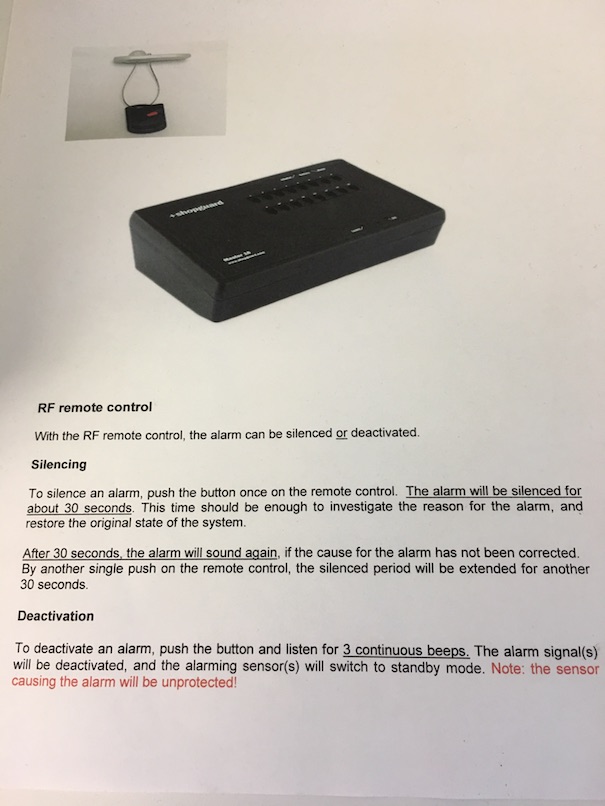 +shopguard
Master 16
RF remote control
With the RF remote control, the alarm can be silenced or deactivated.
Silencing
To silence an alarm, push the button once on the remote control. The alarm will be silenced for
about 30 seconds. This time should be enough to investigate the reason for the alarm, and
restore the original state of the system.
After 30 seconds, the alarm will sound again, if the cause for the alarm has not been corrected.
By another single push on the remote control, the silenced period will be extended for another
30 seconds.
Deactivation
To deactivate an alarm, push the button and listen for 3 continuous beeps. The alarm signal(s)
will be deactivated, and the alarming sensor(s) will switch to standby mode. Note: the sensor
causing the alarm will be unprotected!